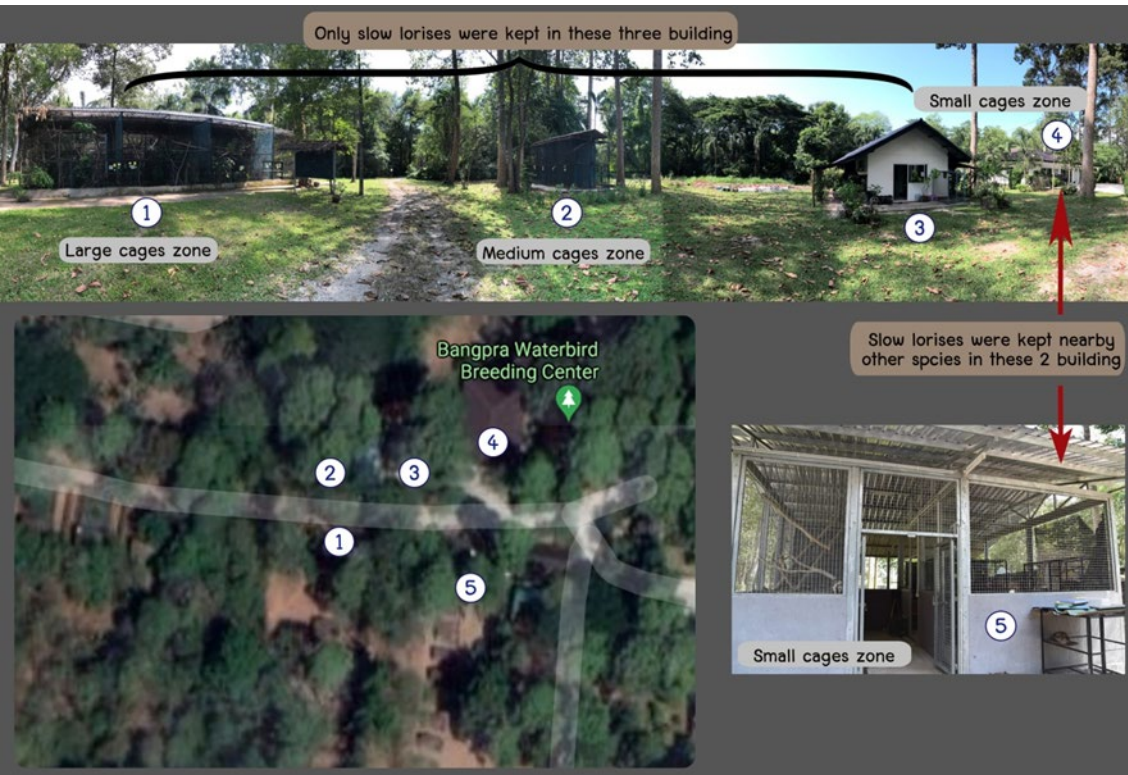 Only slow lorises were kept in these three building
Small cages zone
4
1
2
3
Large cages zone
Medium cages zone
Slow lorises were kept nearby
other spcies in these 2 building
Bangpra Waterbird
Breeding Center
4
2
3
1
5
5
Small cages zone